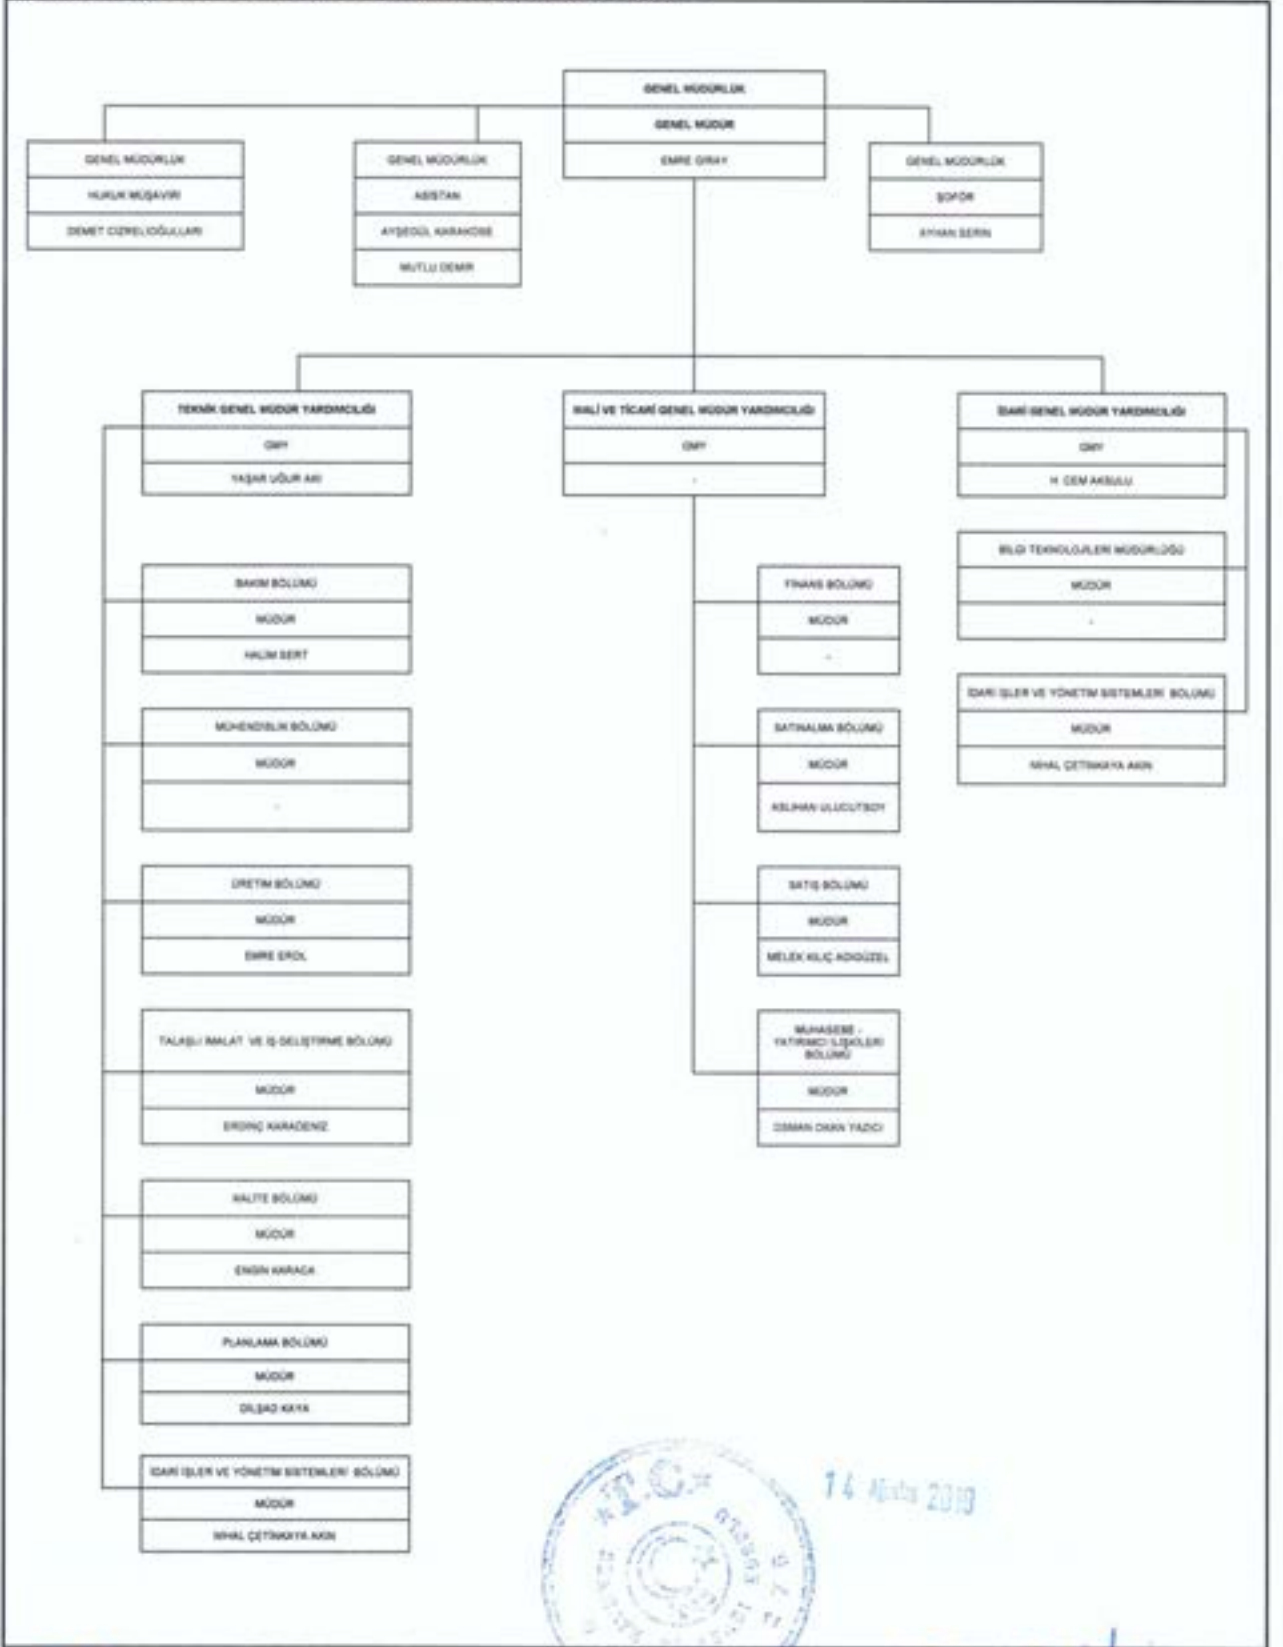 GENEL MÜDÜRLÜK
GENEL MÜDÜR
EMRE GİRAY
GENEL MÜDÜRLÜK
HUKUK MÜŞAVİRİ
DEMET CİZRELİOĞULLARI
GENEL MÜDÜRLÜK
ASİSTAN
AYŞEGÜL KARAKÖSE
MUTLU DEMİR
GENEL MÜDÜRLÜK
ŞOFÖR
AYHAN SERİN
TEKNİK GENEL MÜDÜR YARDIMCILIĞI
GMY
YAŞAR UĞUR
MALİ VE TİCARİ GENEL MÜDÜR YARDIMCILIĞI
GMY
-
İDARİ GENEL MÜDÜR YARDIMCILIĞI
GMY
H. CEM AKSULU
BAKIM BÖLÜMÜ
MÜDÜR
HALİM SERT
MÜHENDİSLİK BÖLÜMÜ
MÜDÜR
-
ÜRETİM BÖLÜMÜ
MÜDÜR
EMRE EROL
TALAŞLI İMALAT VE İŞ GELİŞTİRME BÖLÜMÜ
MÜDÜR
ERDİNÇ KARADENİZ
KALİTE BÖLÜMÜ
MÜDÜR
ENGİN KARACA
PLANLAMA BÖLÜMÜ
MÜDÜR
DİLŞAD KAYA
İDARİ İŞLER VE YÖNETİM SİSTEMLERİ BÖLÜMÜ
MÜDÜR
NİHAL ÇETİNKAYA AKIN
FİNANS BÖLÜMÜ
MÜDÜR
-
SATINALMA BÖLÜMÜ
MÜDÜR
ASLIHAN ULUCUTSOY
SATIŞ BÖLÜMÜ
MÜDÜR
MELEK KILIÇ ADIGÜZEL
MUHASEBE -
YATIRIMCI İLİŞKİLERİ
BÖLÜMÜ
MÜDÜR
OSMAN OKAN YAZICI
BİLGİ TEKNOLOJİLERİ MÜDÜRLÜĞÜ
MÜDÜR
-
İDARİ İŞLER VE YÖNETİM SİSTEMLERİ BÖLÜMÜ
MÜDÜR
NİHAL ÇETİNKAYA AKIN
T.C.
14 Ağustos